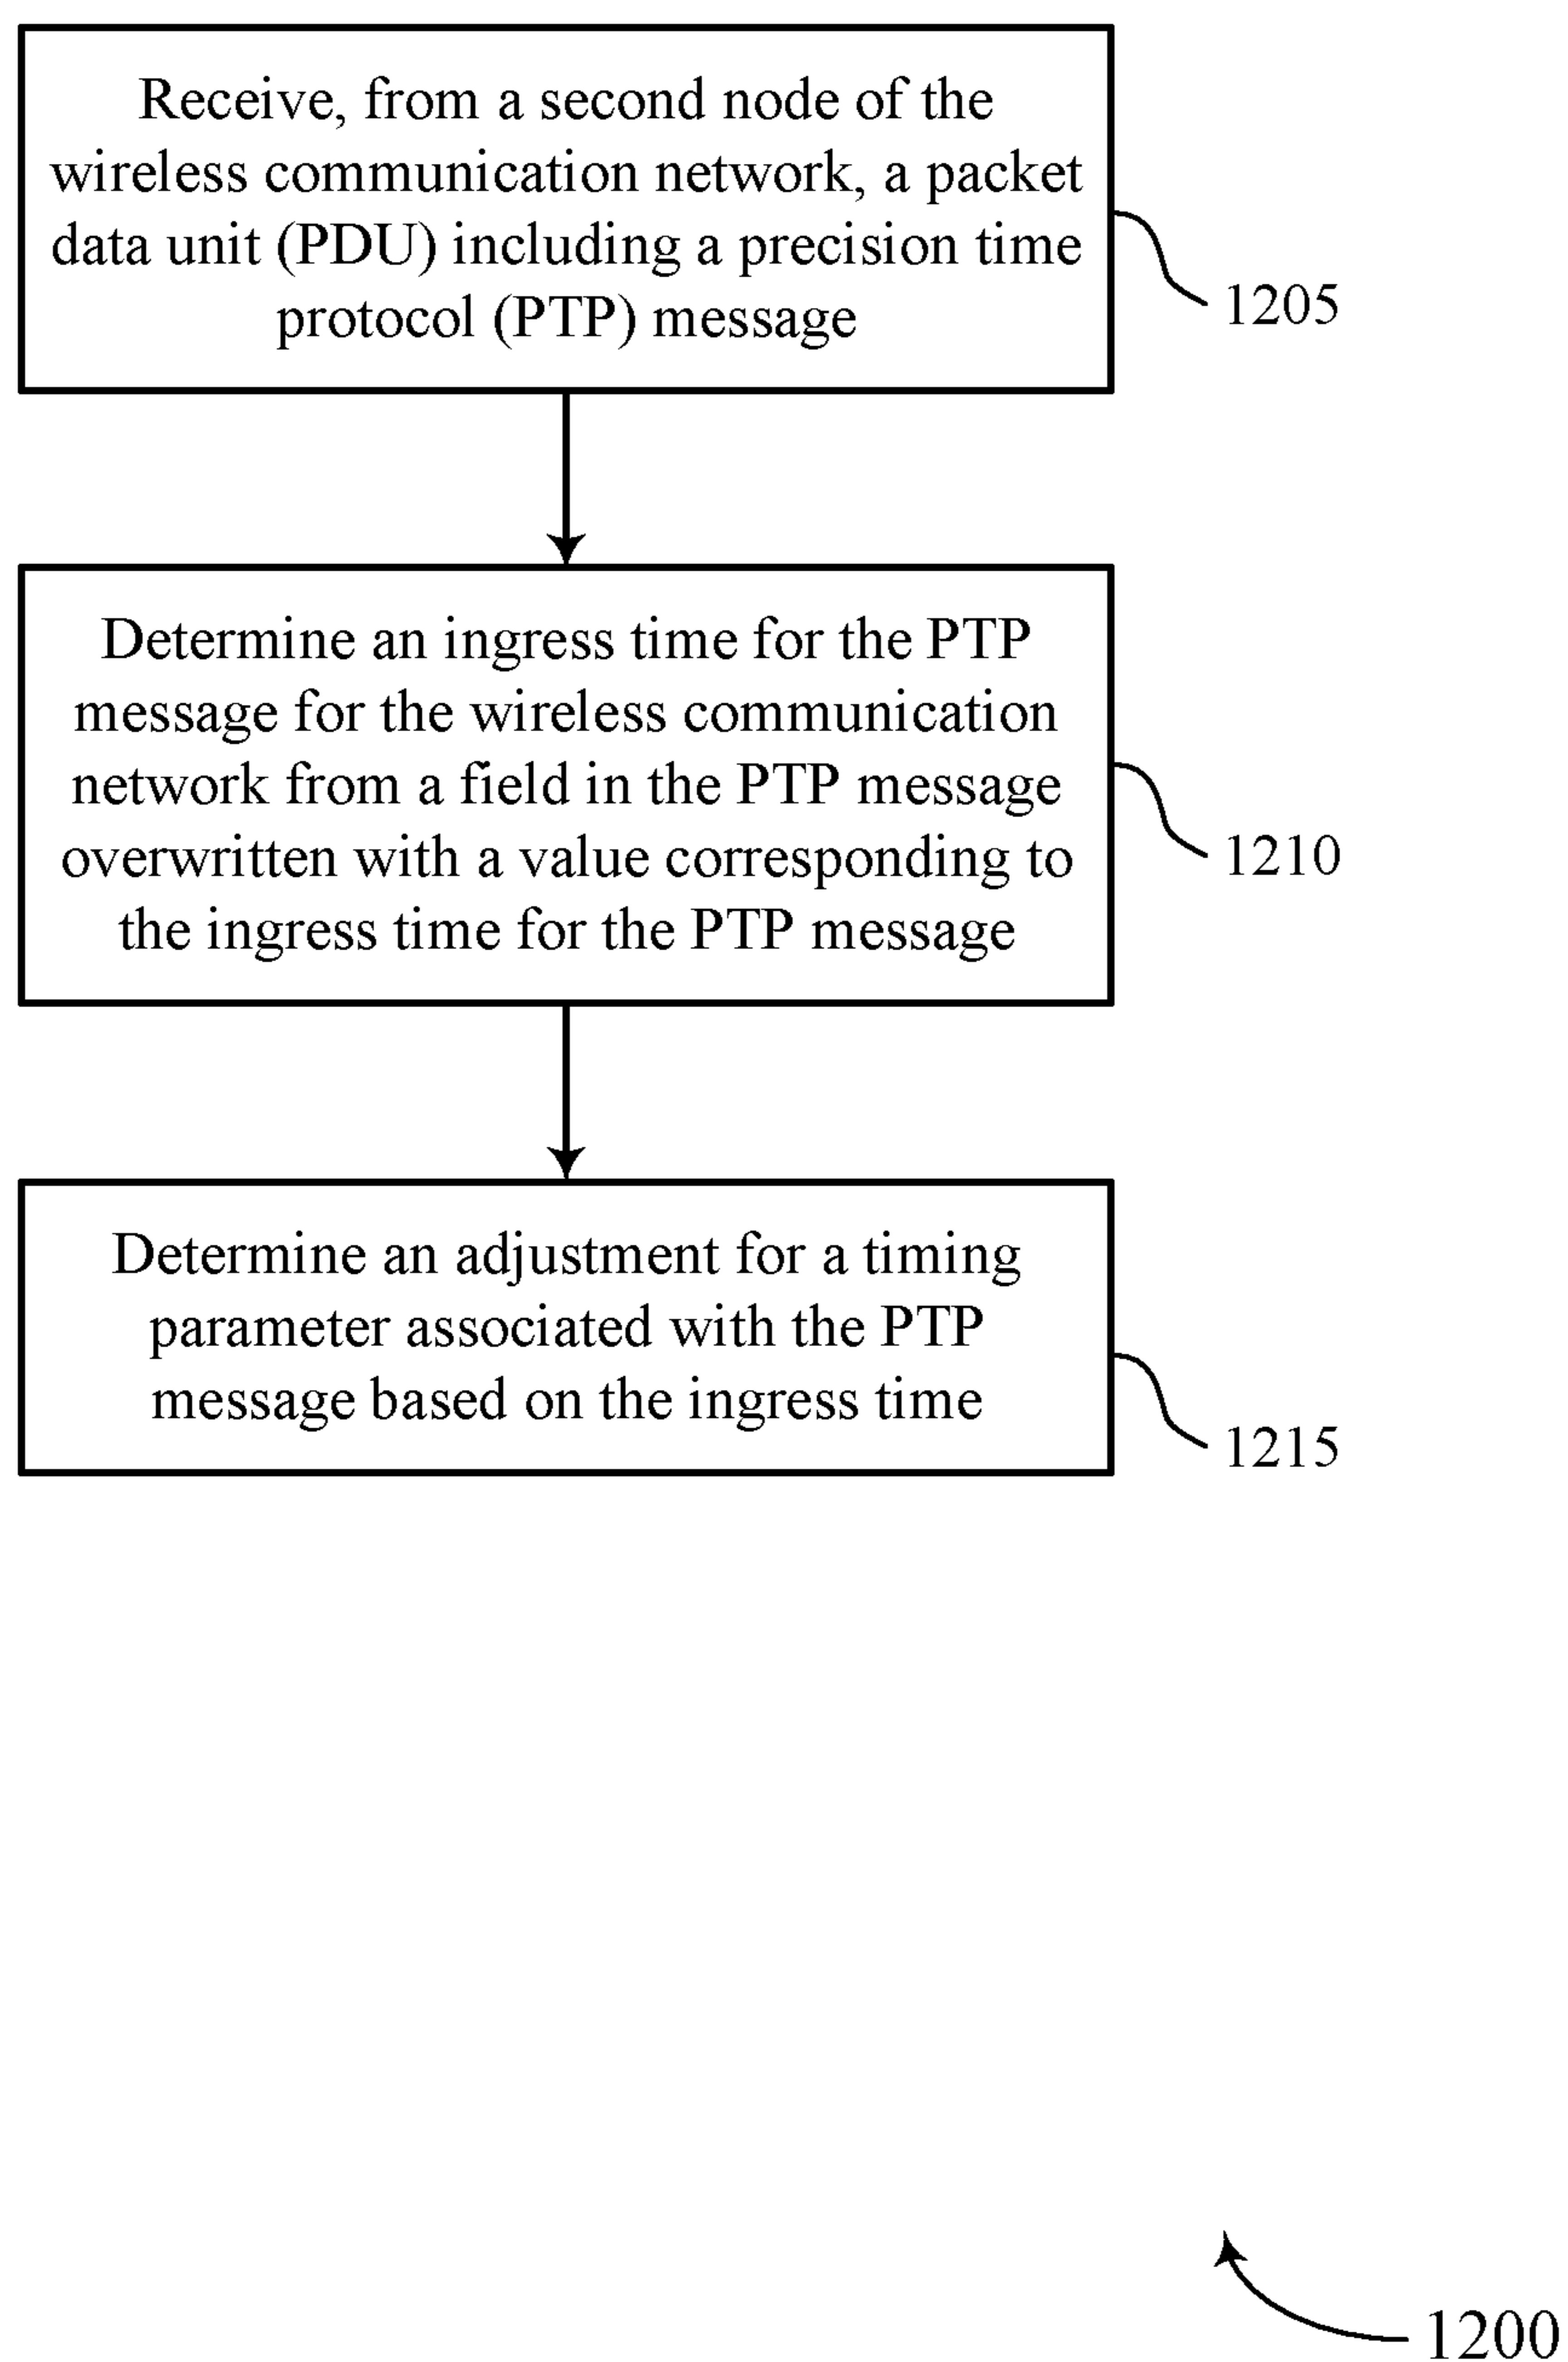 Receive, from a second node of the
wireless communication network, a packet
data unit (PDU) including a precision time
protocol (PTP) message
1205
Determine an ingress time for the PTP
message for the wireless communication
network from a field in the PTP message
overwritten with a value corresponding to
the ingress time for the PTP message
1210
Determine an adjustment for a timing
parameter associated with the PTP
message based on the ingress time
1215
1200